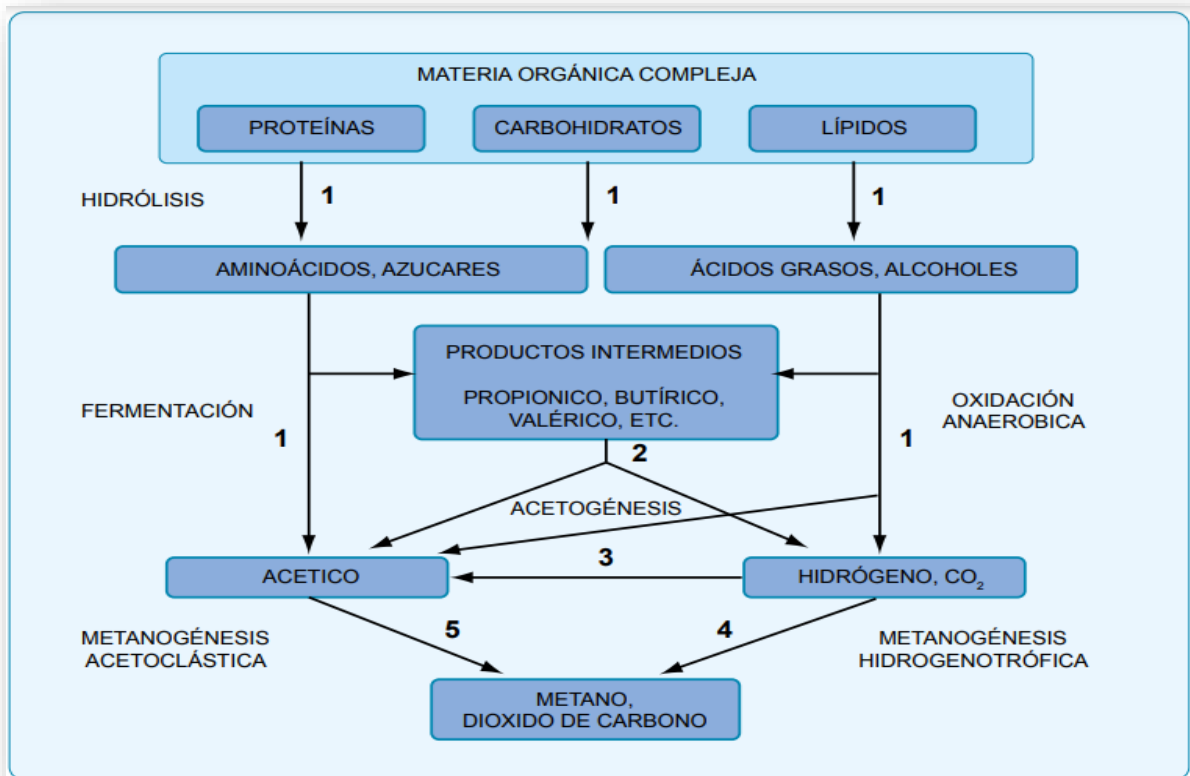 MATERIA ORGÁNICA COMPLEJA
PROTEÍNAS
CARBOHIDRATOS
LÍPIDOS
HIDRÓLISIS
1
1
1
AMINOÁCIDOS, AZUCARES
ÁCIDOS GRASOS, ALCOHOLES
PRODUCTOS INTERMEDIOS
PROPIONICO, BUTÍRICO,
VALÉRICO, ETC.
FERMENTACIÓN
OXIDACIÓN
ANAEROBICA
1
2
1
ACETOGÉNESIS
ACETICO
3
HIDRÓGENO, CO₂
METANOGÉNESIS
ACETOCLÁSTICA
5
4
METANOGÉNESIS
HIDROGENOTRÓFICA
METANO,
DIOXIDO DE CARBONO